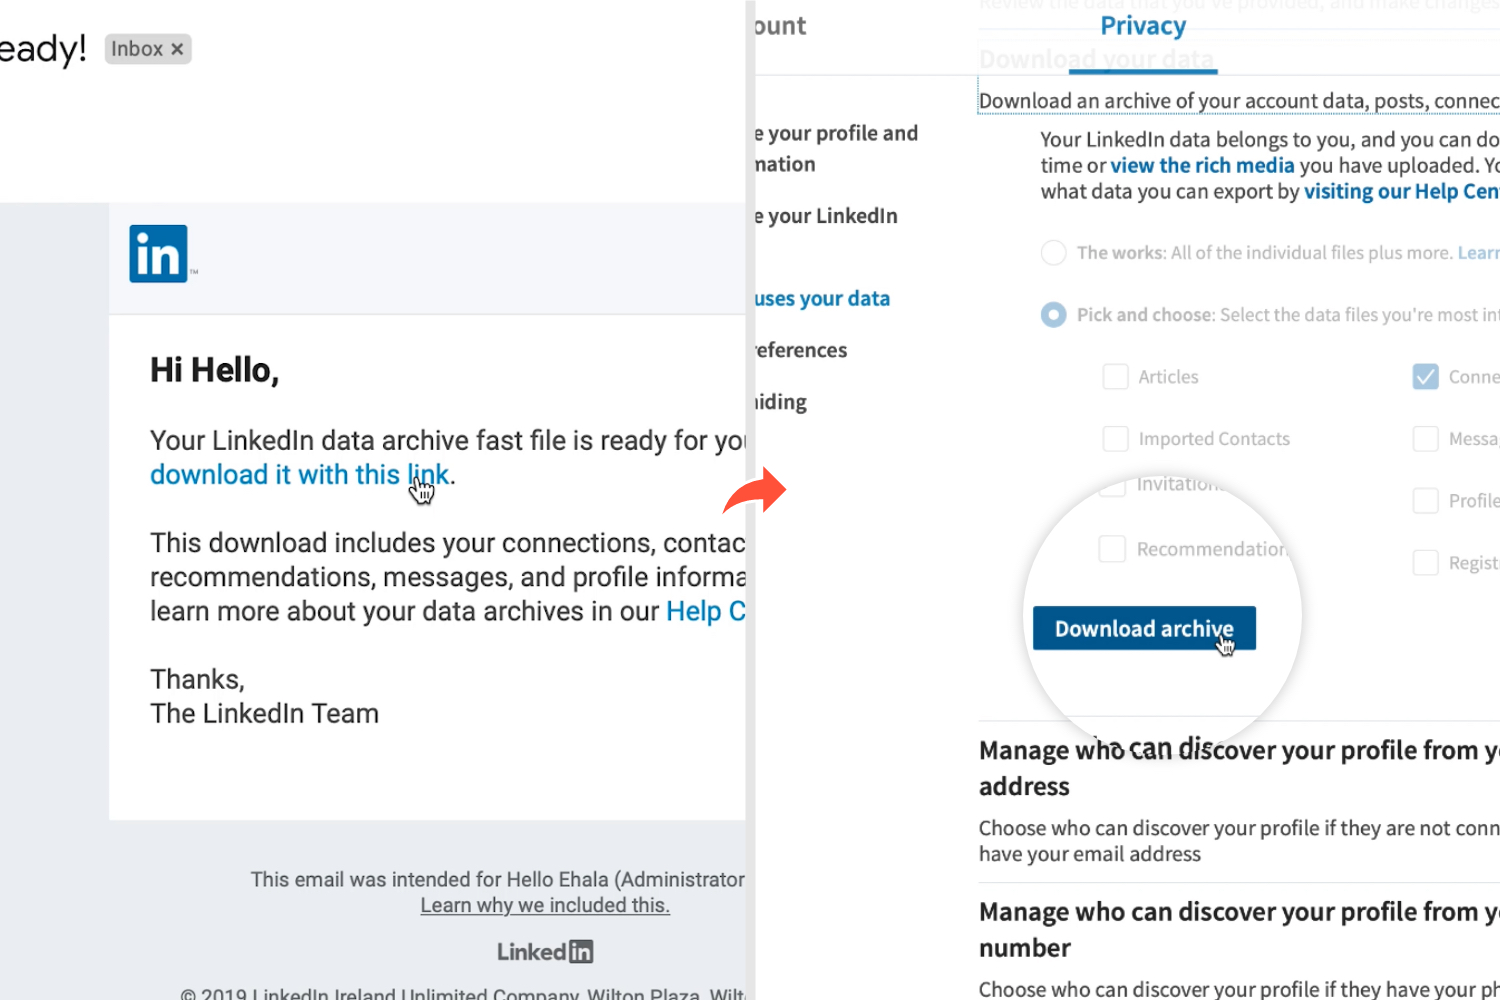 eady!
Inbox ×
in
™
Hi Hello,
Your LinkedIn data archive fast file is ready for you
download it with this link.
This download includes your connections, contac
recommendations, messages, and profile informa
learn more about your data archives in our Help C
Thanks,
The LinkedIn Team
This email was intended for Hello Ehala (Administrator
Learn why we included this.
Linked in
© 2019 LinkedIn Ireland Unlimited Company, Wilton Plaza, Wilt
Review the data that you've provided, and make changes
ount
Privacy
Download your data
Download an archive of your account data, posts, connec
Your LinkedIn data belongs to you, and you can do
time or view the rich media you have uploaded. Yo
what data you can export by visiting our Help Cen
e your profile and
mation
e your LinkedIn
uses your data
references
hiding
The works: All of the individual files plus more. Learn
Pick and choose: Select the data files you're most int
Articles
Conne
Imported Contacts
Messa
Invitations
Profile
Recommendation
Regist
Download archive
Manage who can discover your profile from yo
address
Choose who can discover your profile if they are not conn
have your email address
Manage who can discover your profile from yo
number
Choose who can discover your profile if they have your ph